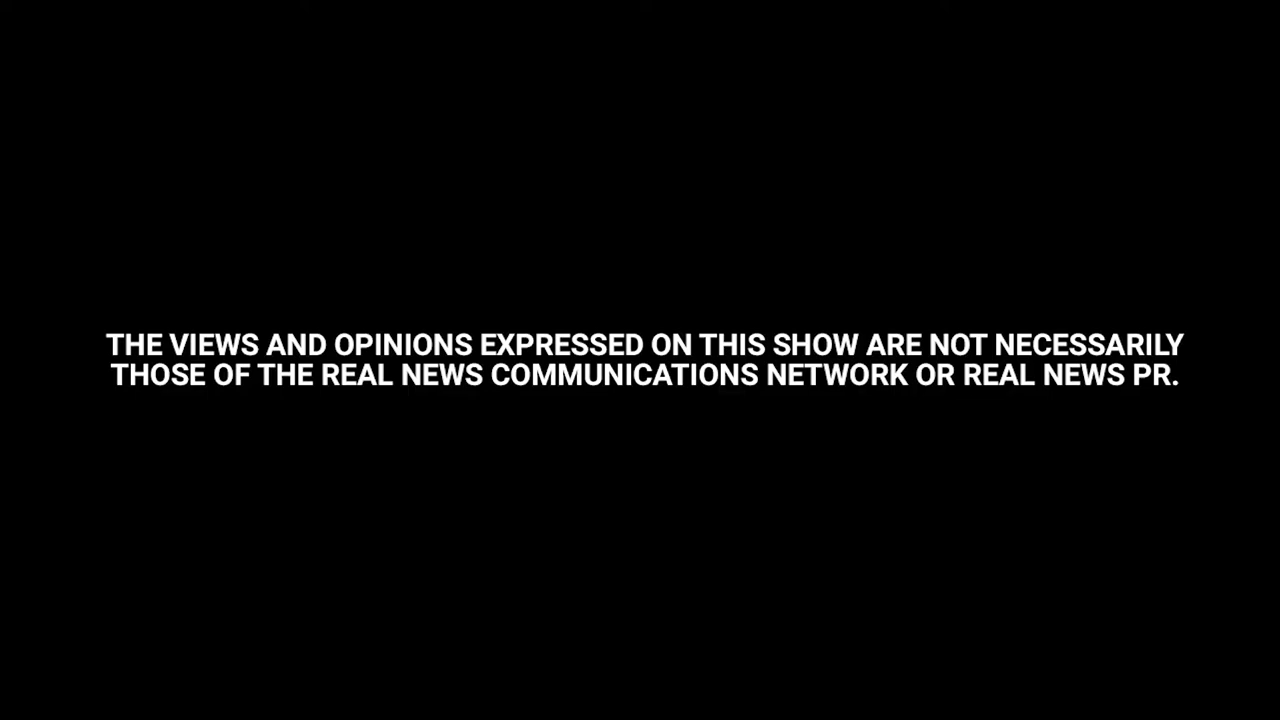 THE VIEWS AND OPINIONS EXPRESSED ON THIS SHOW ARE NOT NECESSARILY
THOSE OF THE REAL NEWS COMMUNICATIONS NETWORK OR REAL NEWS PR.